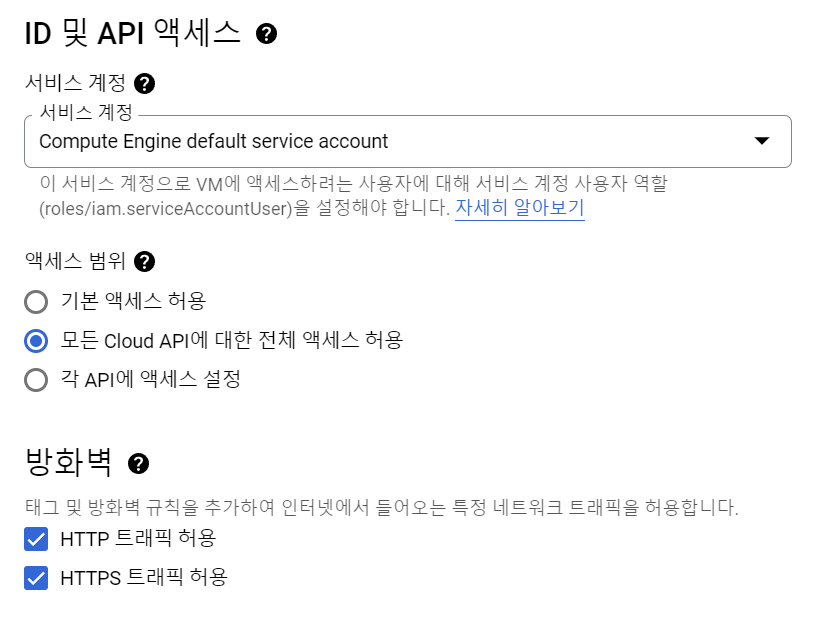 ID 및 API 액세스
서비스 계정
서비스 계정
Compute Engine default service account
이 서비스 계정으로 VM에 액세스하려는 사용자에 대해 서비스 계정 사용자 역할
(roles/iam.serviceAccountUser)을 설정해야 합니다. 자세히 알아보기
액세스 범위
기본 액세스 허용
모든 Cloud API에 대한 전체 액세스 허용
각 API에 액세스 설정
방화벽
태그 및 방화벽 규칙을 추가하여 인터넷에서 들어오는 특정 네트워크 트래픽을 허용합니다.
HTTP 트래픽 허용
HTTPS 트래픽 허용